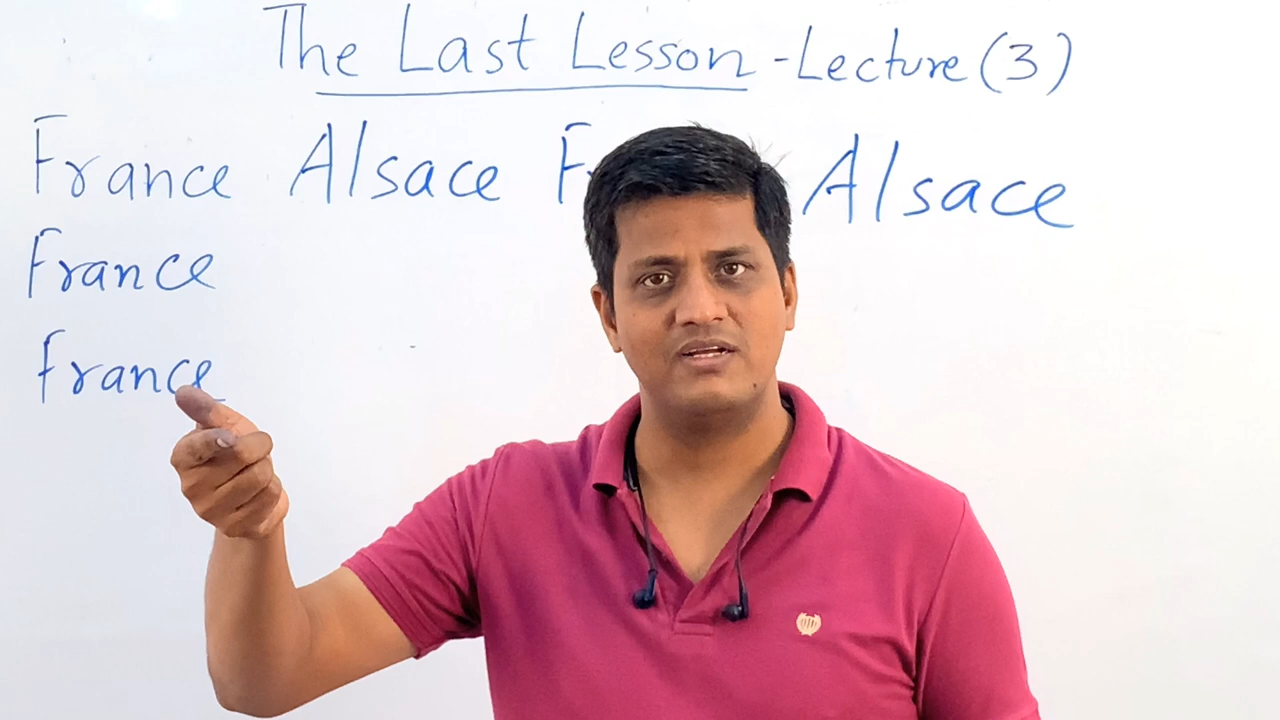 The Last Lesson - Lecture (3)
France Alsace F Alsace
France
France